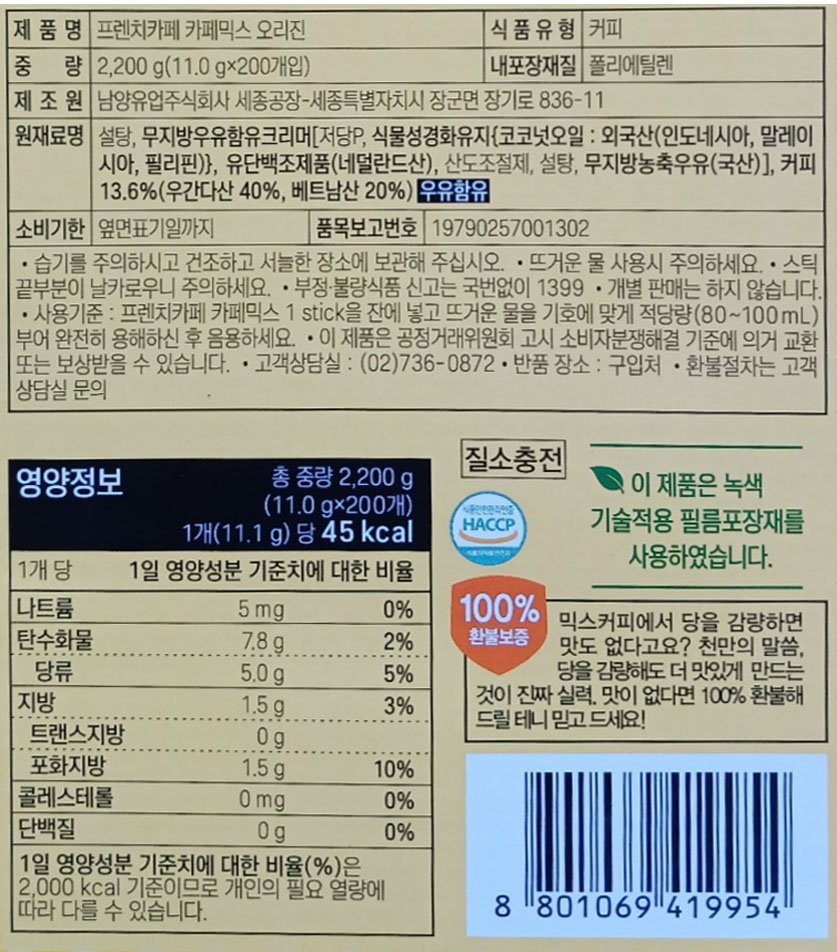 제품명 프렌치카페 카페믹스 오리진 식품유형 커피
중 량 2,200 g(11.0 g×200개입) 내포장재질 폴리에틸렌
제조원 남양유업주식회사 세종공장-세종특별자치시 장군면 장기로 836-11
원재료명 설탕, 무지방우유함유크리머[저당P, 식물성경화유지{코코넛오일 : 외국산(인도네시아, 말레이
시아, 필리핀)}, 유단백조제품(네덜란드산), 산도조절제, 설탕, 무지방농축우유(국산)], 커피
13.6%(우간다산 40%, 베트남산 20%) 우유함유
소비기한 옆면표기일까지 품목보고번호 19790257001302
• 습기를 주의하시고 건조하고 서늘한 장소에 보관해 주십시오. • 뜨거운 물 사용시 주의하세요. • 스틱
끝부분이 날카로우니 주의하세요. • 부정·불량식품 신고는 국번없이 1399 • 개별 판매는 하지 않습니다.
• 사용기준 : 프렌치카페 카페믹스 1 stick을 잔에 넣고 뜨거운 물을 기호에 맞게 적당량(80~100mL)
부어 완전히 용해하신 후 음용하세요. • 이 제품은 공정거래위원회 고시 소비자분쟁해결 기준에 의거 교환
또는 보상받을 수 있습니다. • 고객상담실 : (02)736-0872 • 반품 장소 : 구입처 • 환불절차는 고객
상담실 문의
영양정보
총 중량 2,200 g
(11.0 g×200개)
1개(11.1 g) 당 45 kcal
1개 당 1일 영양성분 기준치에 대한 비율
나트륨 5 mg 0%
탄수화물 7.8 g 2%
당류 5.0 g 5%
지방 1.5 g 3%
트랜스지방 0 g
포화지방 1.5 g 10%
콜레스테롤 0 mg 0%
단백질 0 g 0%
1일 영양성분 기준치에 대한 비율(%)은
2,000 kcal 기준이므로 개인의 필요 열량에
따라 다를 수 있습니다.
질소충전
식품안전관리인증
HACCP
이 제품은 녹색
기술적용 필름포장재를
사용하였습니다.
100%
환불보증
믹스커피에서 당을 감량하면
맛도 없다고요? 천만의 말씀,
당을 감량해도 더 맛있게 만드는
것이 진짜 실력. 맛이 없다면 100% 환불해
드릴 테니 믿고 드세요!
8 801069 419954